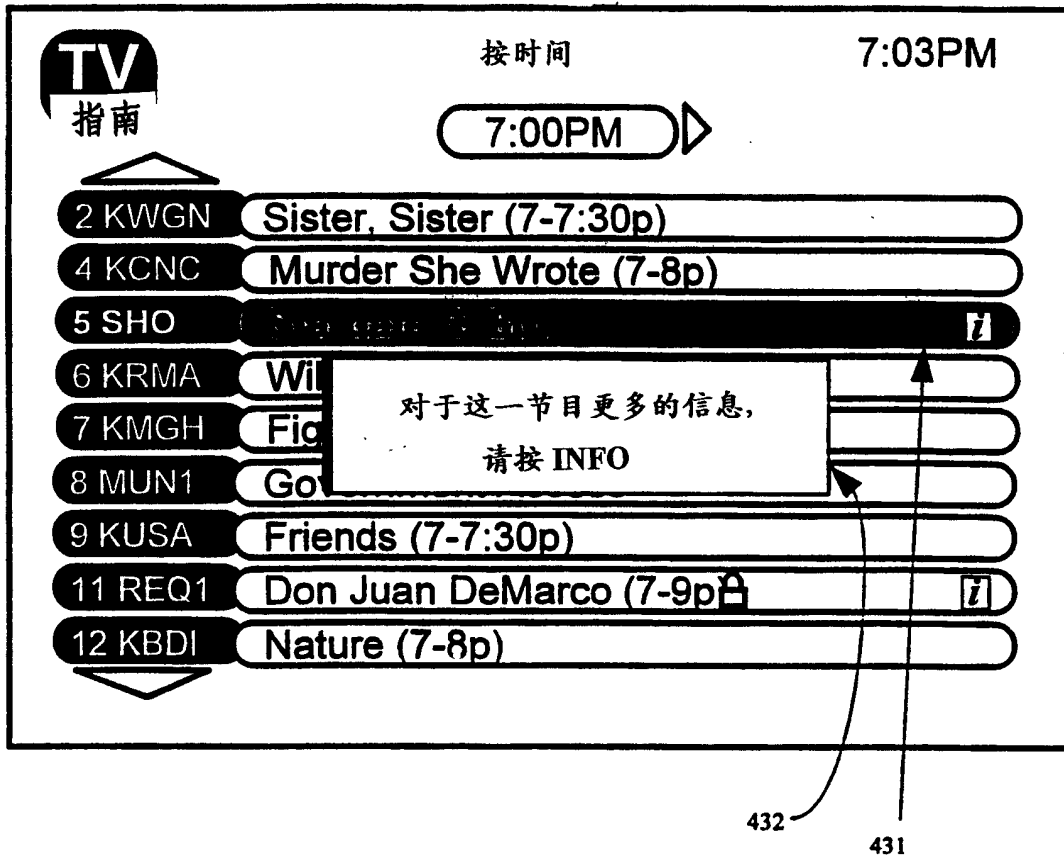 TV
指南
按时间
7:03PM
7:00PM
2 KWGN Sister, Sister (7-7:30p)
4 KCNC Murder She Wrote (7-8p)
5 SHO i
6 KRMA Wil
7 KMGH Fig
8 MUN1 Gov
9 KUSA Friends (7-7:30p)
11 REQ1 Don Juan DeMarco (7-9p i
12 KBDI Nature (7-8p)
对于这一节目更多的信息,
请按 INFO
432
431